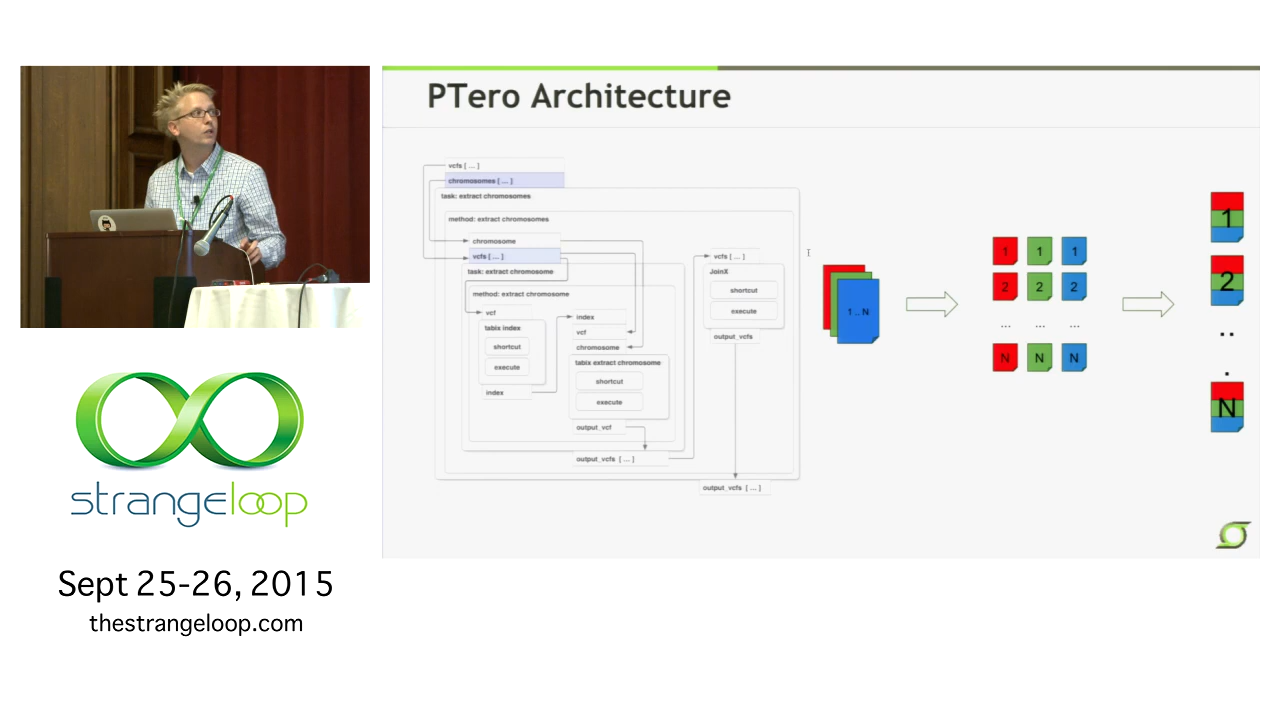 PTero Architecture
vcfs [ ... ]
chromosomes [ ... ]
task: extract chromosomes
method: extract chromosomes
chromosome
vcfs [ ... ]
task: extract chromosome
method: extract chromosome
vcf
tabix index
shortcut
execute
index
index
vcf
chromosome
tabix extract chromosome
shortcut
execute
output_vcf
output_vcfs [ ... ]
vcfs [ ... ]
JoinX
shortcut
execute
output_vcfs
output_vcfs [ ... ]
1 ... N
1 1 1
2 2 2
... ... ...
N N N
1
2
..
.
N
strangeloop
Sept 25-26, 2015
thestrangeloop.com